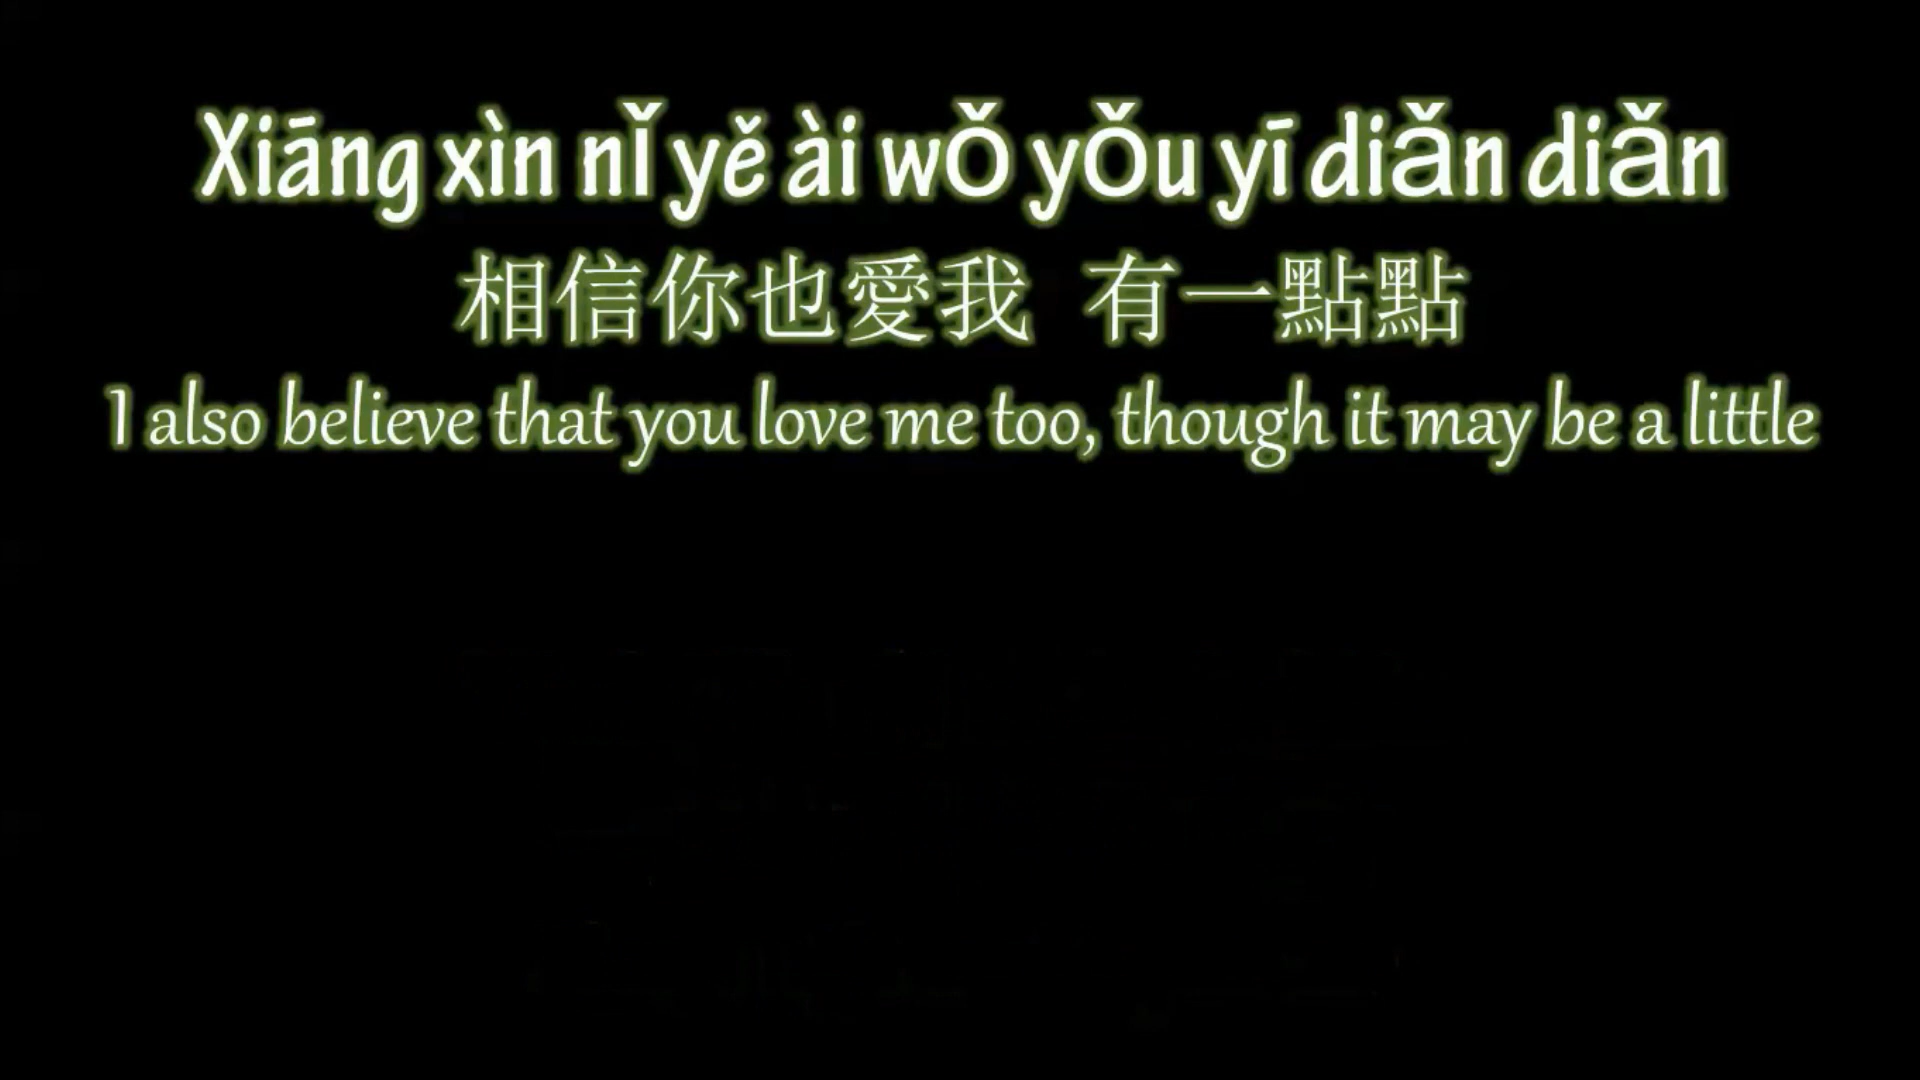 Xiāng xìn nǐ yě ài wǒ yǒu yī diǎn diǎn
相信你也愛我 有一點點
I also believe that you love me too, though it may be a little